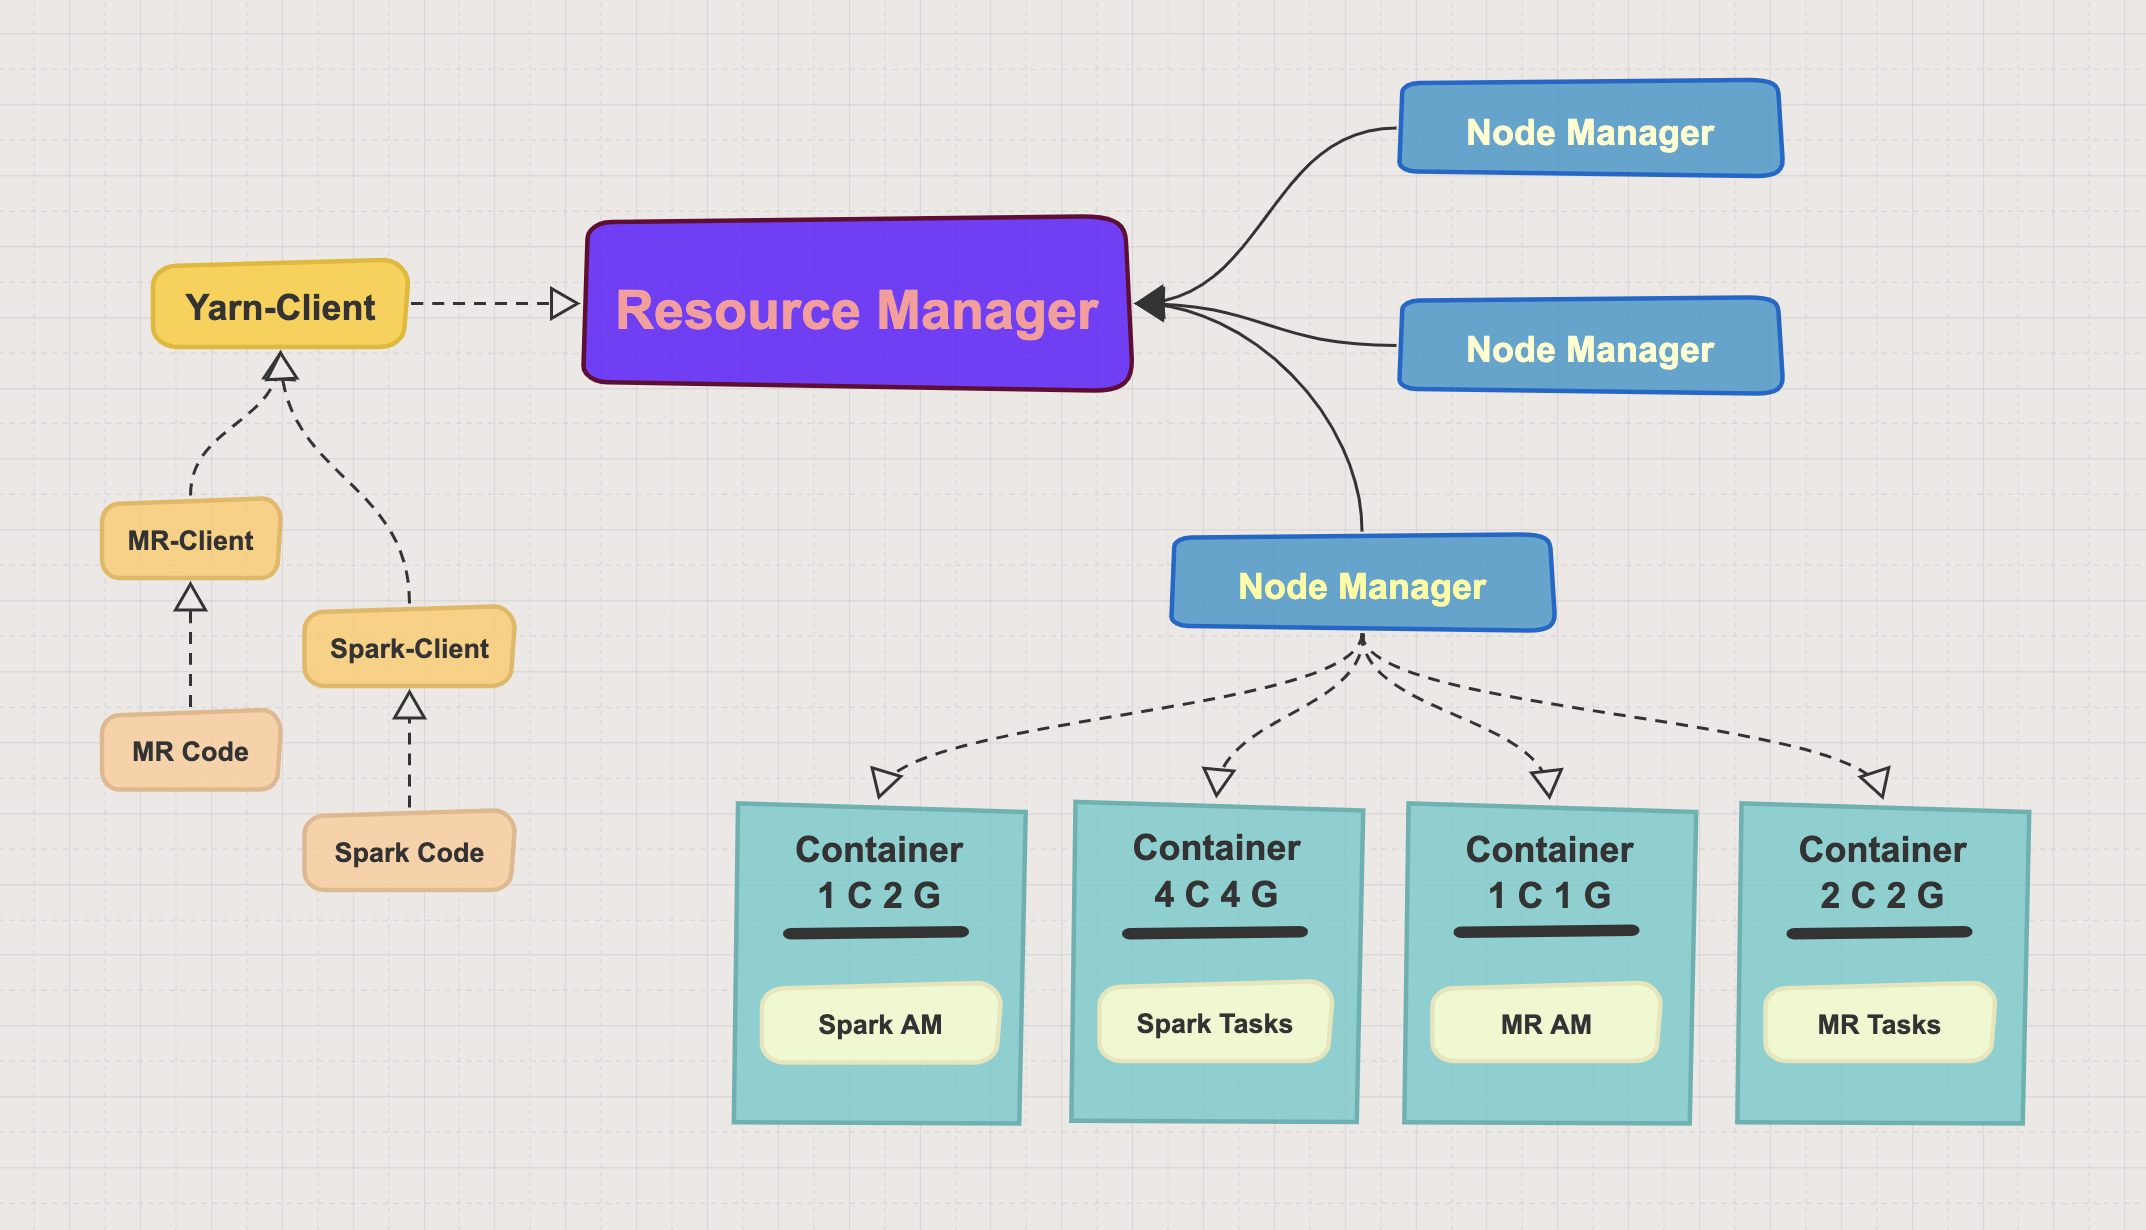 Node Manager
Yarn-Client
Resource Manager
Node Manager
MR-Client
Node Manager
Spark-Client
MR Code
Spark Code
Container
1 C 2 G
Spark AM
Container
4 C 4 G
Spark Tasks
Container
1 C 1 G
MR AM
Container
2 C 2 G
MR Tasks